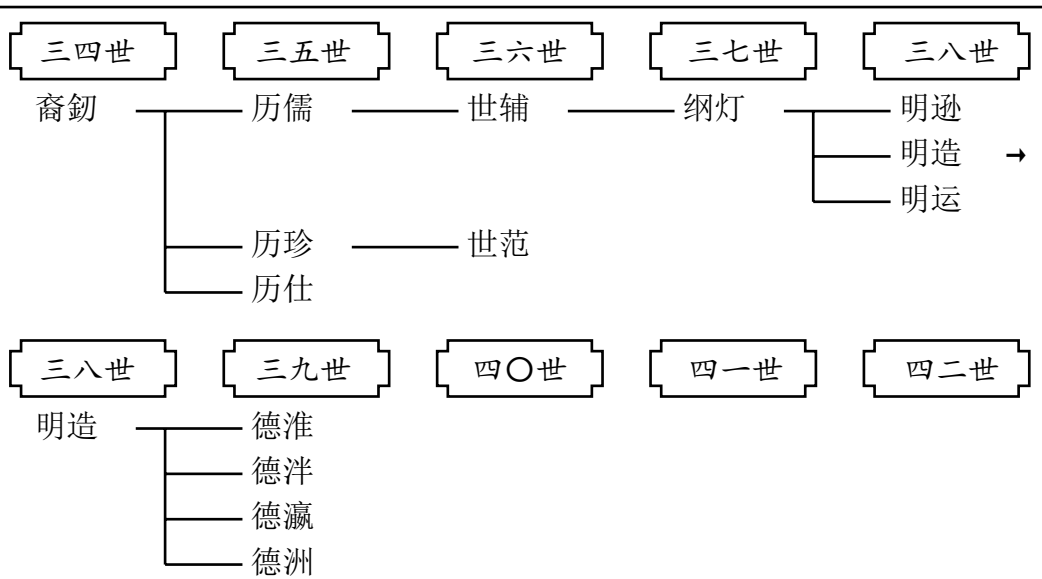 三四世 三五世 三六世 三七世 三八世
裔釰 历儒 世辅 纲灯 明逊
明造 →
明运
历珍 世范
历仕
三八世 三九世 四〇世 四一世 四二世
明造 德淮
德泮
德瀛
德洲